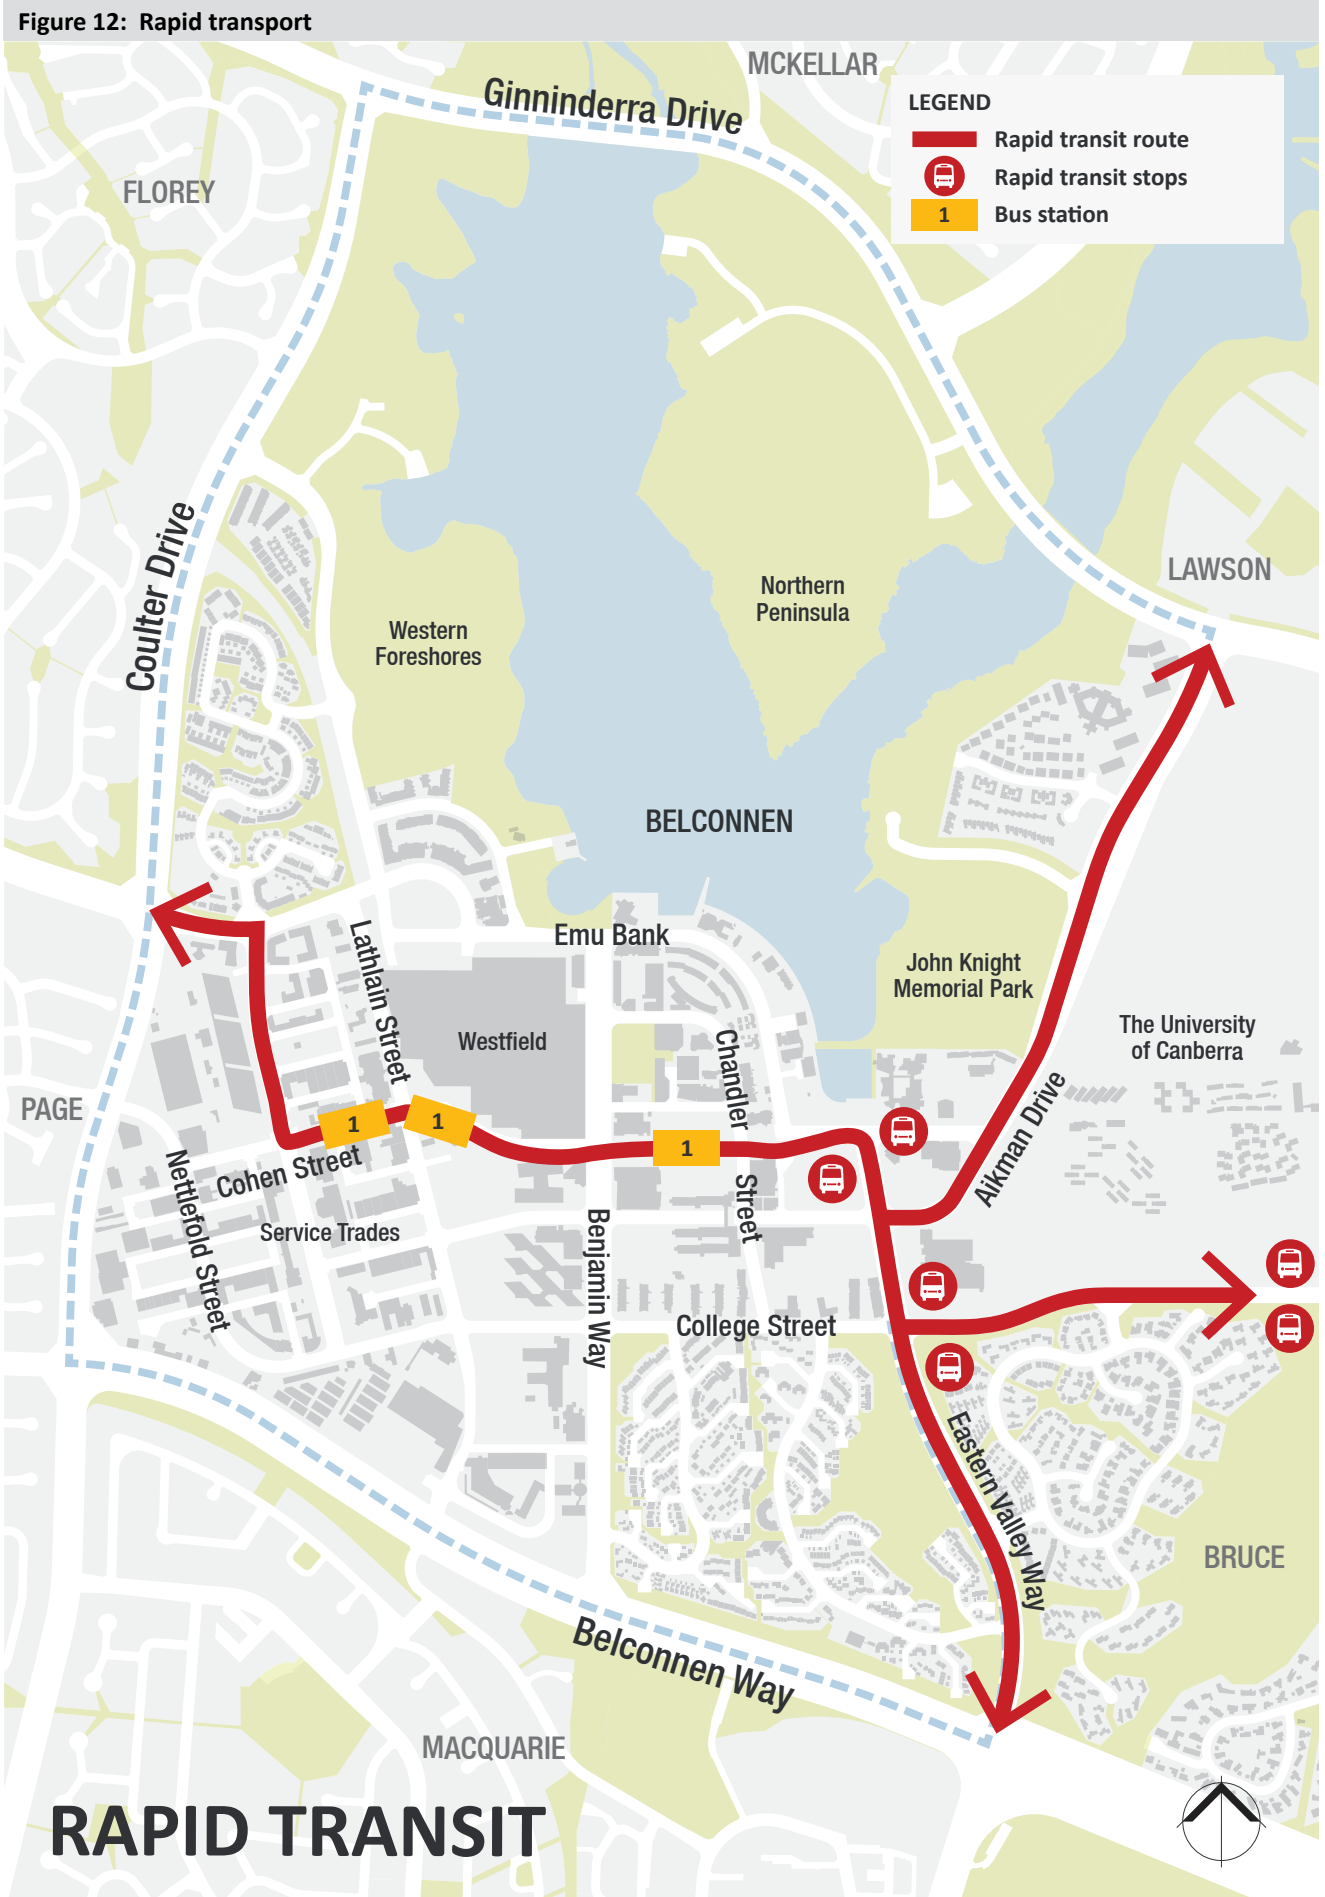 Figure 12: Rapid transport
MCKELLAR
Ginninderra Drive
LEGEND
Rapid transit route
Rapid transit stops
1
Bus station
FLOREY
Coulter Drive
LAWSON
Northern
Peninsula
Western
Foreshores
BELCONNEN
Emu Bank
Lathlain Street
John Knight
Memorial Park
Westfield
The University
of Canberra
Chandler
Street
PAGE
Aikman Drive
1
1
1
Cohen Street
Nettlefold Street
Service Trades
Benjamin Way
College Street
Eastern Valley Way
BRUCE
Belconnen Way
MACQUARIE
RAPID TRANSIT